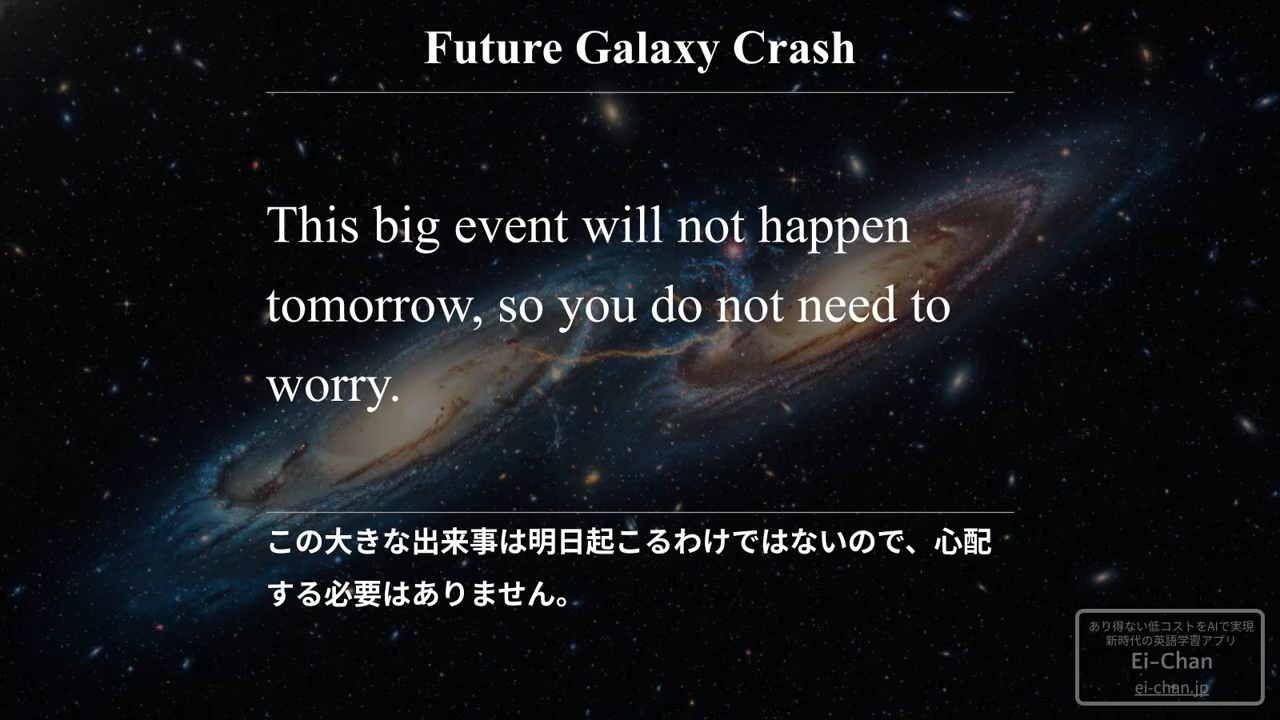 Future Galaxy Crash
This big event will not happen
tomorrow, so you do not need to
worry.
この大きな出来事は明日起こるわけではないので、心配
する必要はありません。
あり得ない低コストをAIで実現
新時代の英語学習アプリ
Ei-Chan
ei-chan.jp